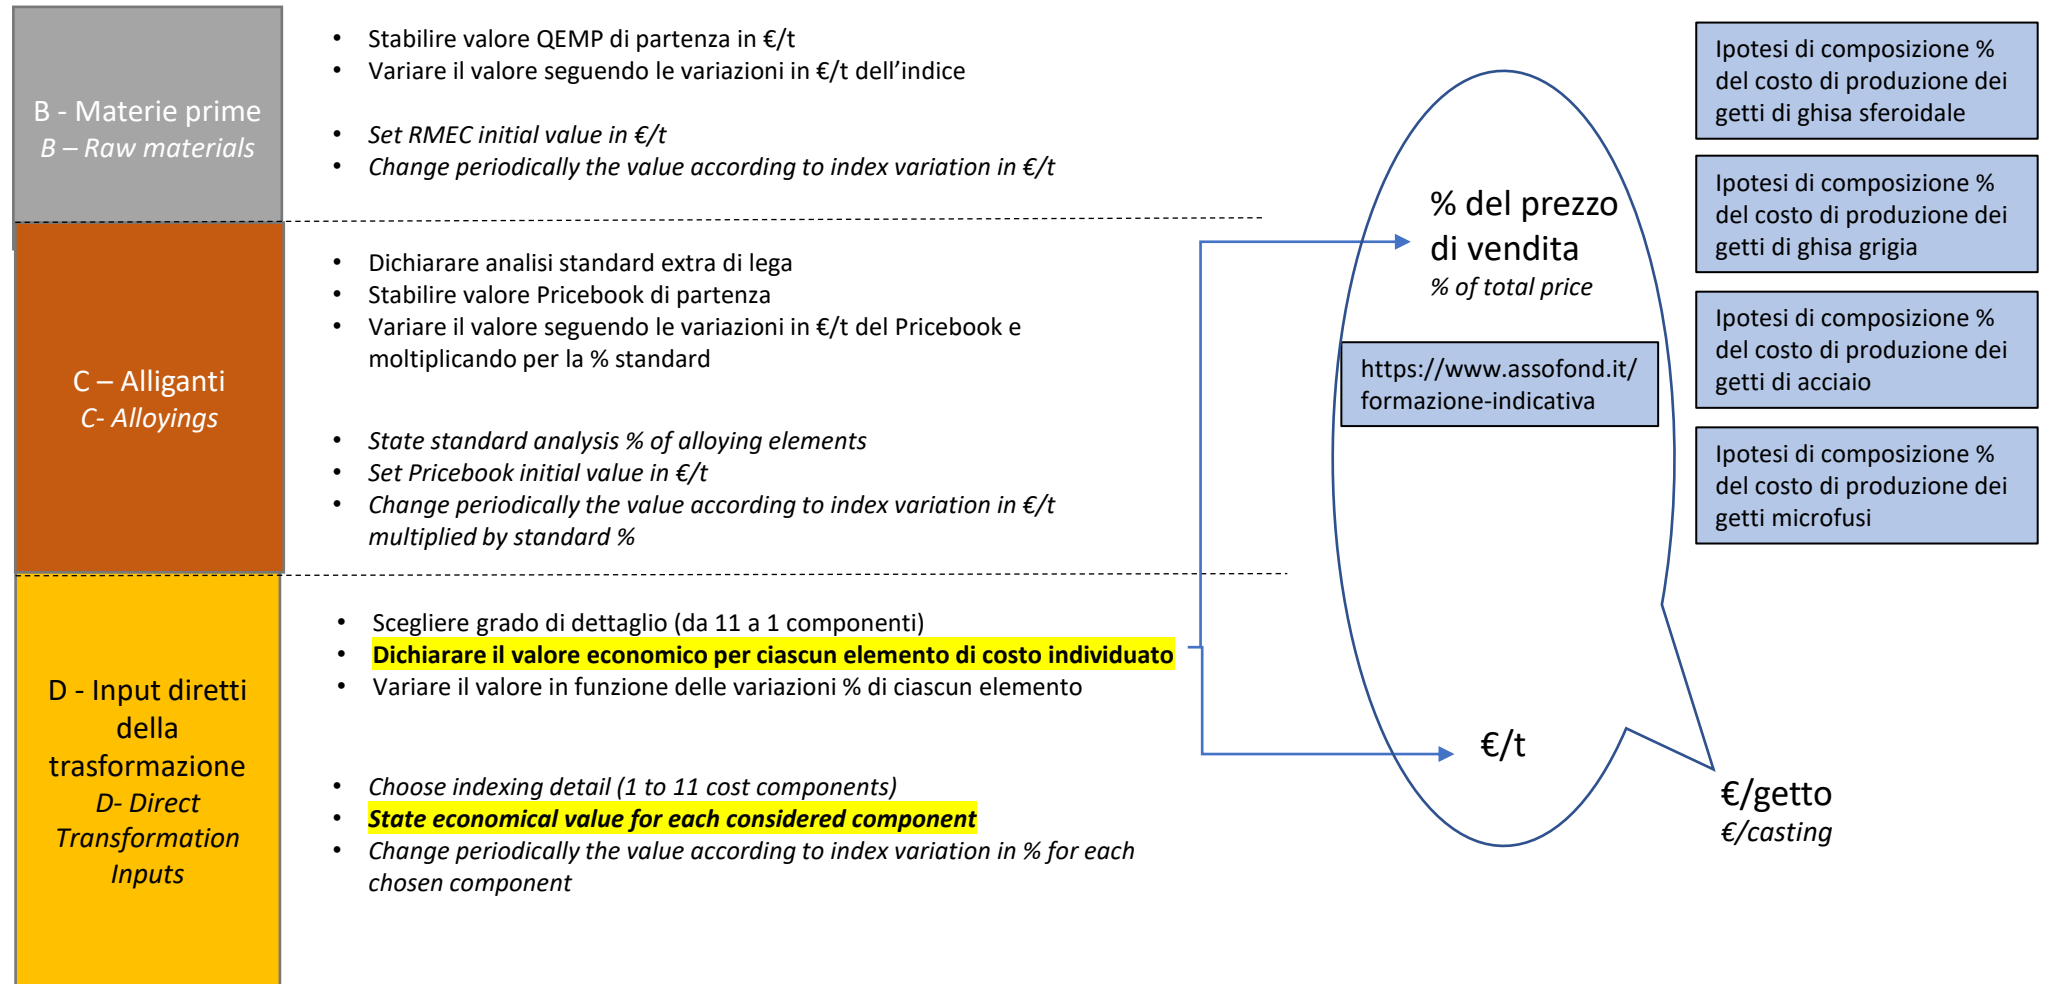 B - Materie prime
B – Raw materials
• Stabilire valore QEMP di partenza in €/t
• Variare il valore seguendo le variazioni in €/t dell’indice
• Set RMEC initial value in €/t
• Change periodically the value according to index variation in €/t
C – Alliganti
C- Alloyings
• Dichiarare analisi standard extra di lega
• Stabilire valore Pricebook di partenza
• Variare il valore seguendo le variazioni in €/t del Pricebook e
moltiplicando per la % standard
• State standard analysis % of alloying elements
• Set Pricebook initial value in €/t
• Change periodically the value according to index variation in €/t
multiplied by standard %
D - Input diretti
della
trasformazione
D- Direct
Transformation
Inputs
• Scegliere grado di dettaglio (da 11 a 1 componenti)
• Dichiarare il valore economico per ciascun elemento di costo individuato
• Variare il valore in funzione delle variazioni % di ciascun elemento
• Choose indexing detail (1 to 11 cost components)
• State economical value for each considered component
• Change periodically the value according to index variation in % for each
chosen component
% del prezzo
di vendita
% of total price
https://www.assofond.it/
formazione-indicativa
€/t
€/getto
€/casting
Ipotesi di composizione %
del costo di produzione dei
getti di ghisa sferoidale
Ipotesi di composizione %
del costo di produzione dei
getti di ghisa grigia
Ipotesi di composizione %
del costo di produzione dei
getti di acciaio
Ipotesi di composizione %
del costo di produzione dei
getti microfusi